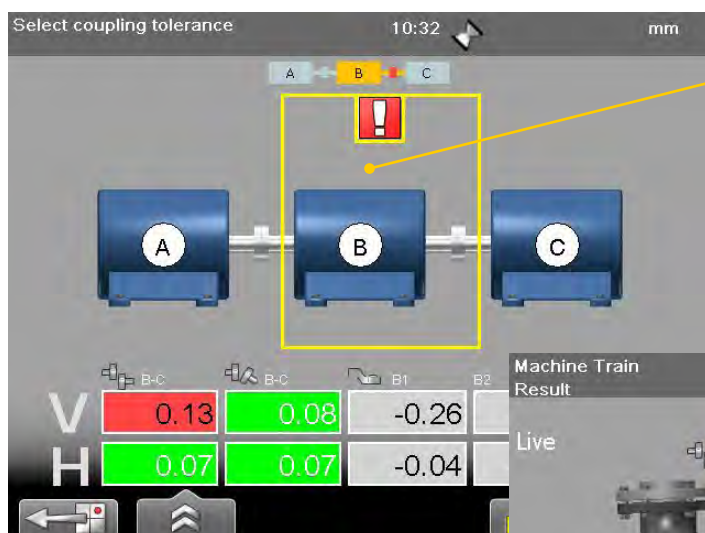 Select coupling tolerance 10:32 mm
A B C
!
A B C
B-C B-C B1 B2
V 0.13 0.08 -0.26
H 0.07 0.07 -0.04
Machine Train
Result
Live